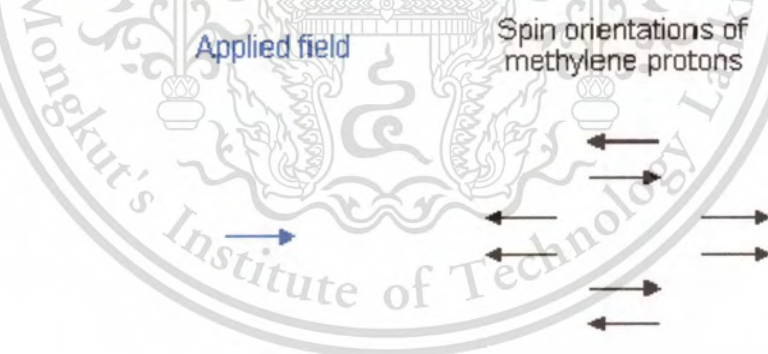 Applied field
Spin orientations of
methylene protons
Mongkut's Institute of Technology